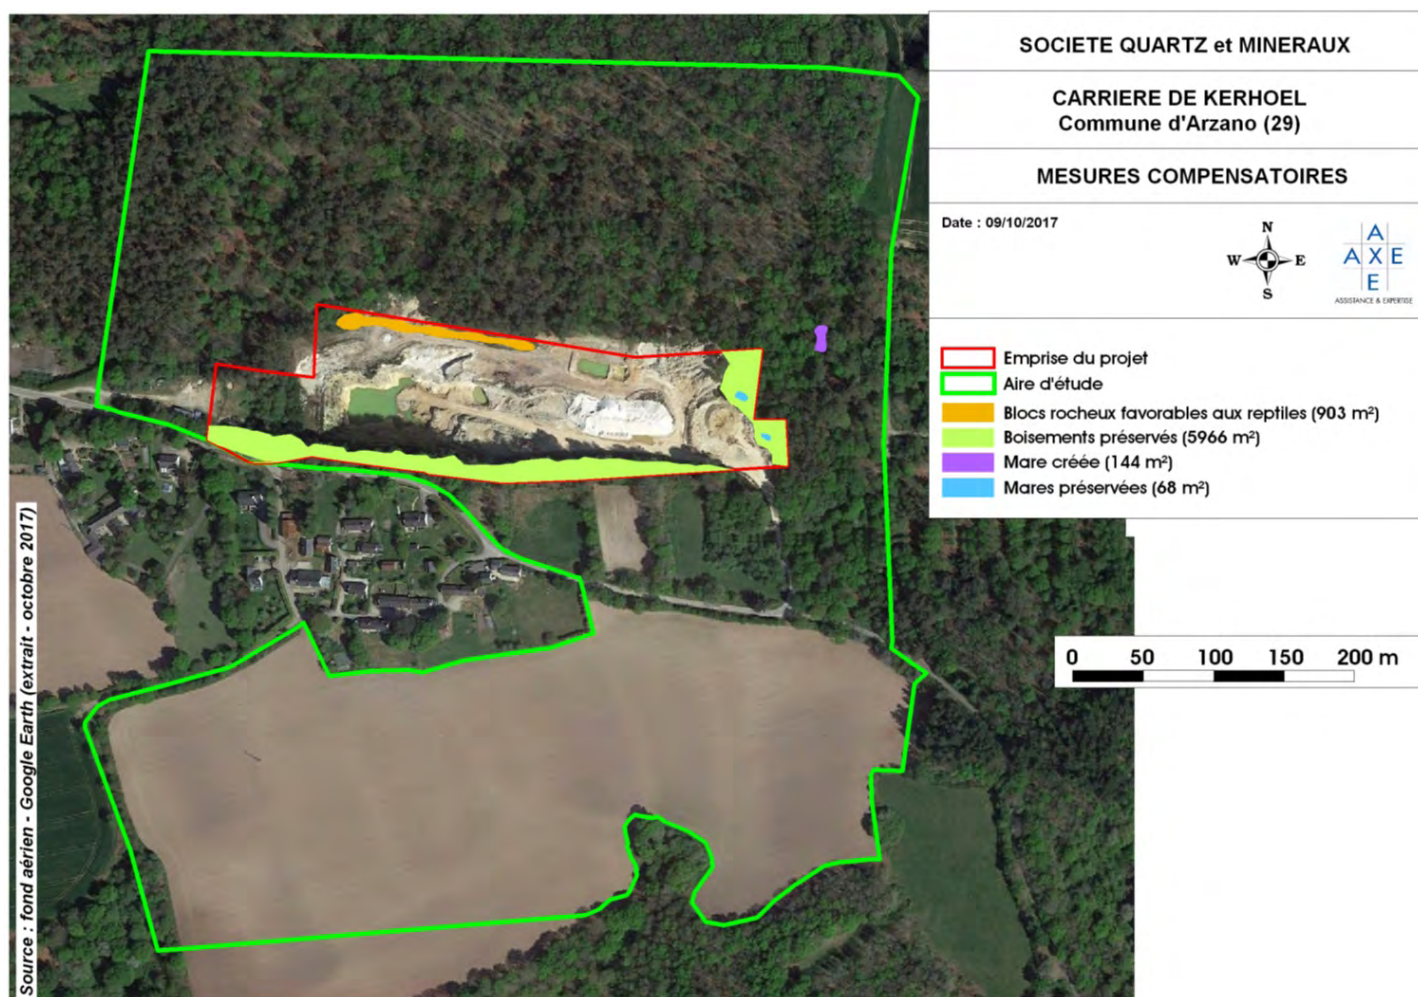 SOCIETE QUARTZ et MINERAUX
CARRIERE DE KERHOEL
Commune d'Arzano (29)
MESURES COMPENSATOIRES
Date : 09/10/2017
N
W E
S
A
A X E
E
ASSISTANCE & EXPERTISE
Emprise du projet
Aire d'étude
Blocs rocheux favorables aux reptiles (903 m²)
Boisements préservés (5966 m²)
Mare créée (144 m²)
Mares préservées (68 m²)
0 50 100 150 200 m
Source : fond aérien - Google Earth (extrait - octobre 2017)